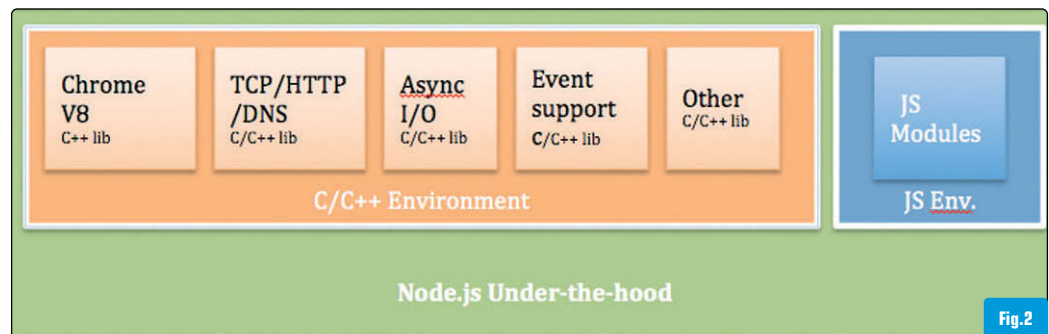 Chrome
V8
C++ lib
TCP/HTTP
/DNS
C/C++ lib
Async
I/O
C/C++ lib
Event
support
C/C++ lib
Other
C/C++ lib
C/C++ Environment
JS
Modules
JS Env.
Node.js Under-the-hood
Fig.2